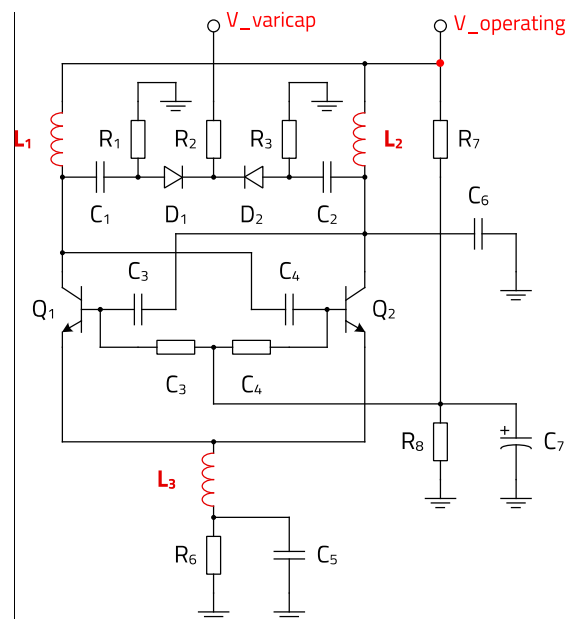 V_varicap
V_operating
L₁
R₁
R₂
R₃
L₂
R₇
C₁
D₁
D₂
C₂
C₆
C₃
C₄
Q₁
Q₂
C₃
C₄
R₈
+
C₇
L₃
R₆
C₅